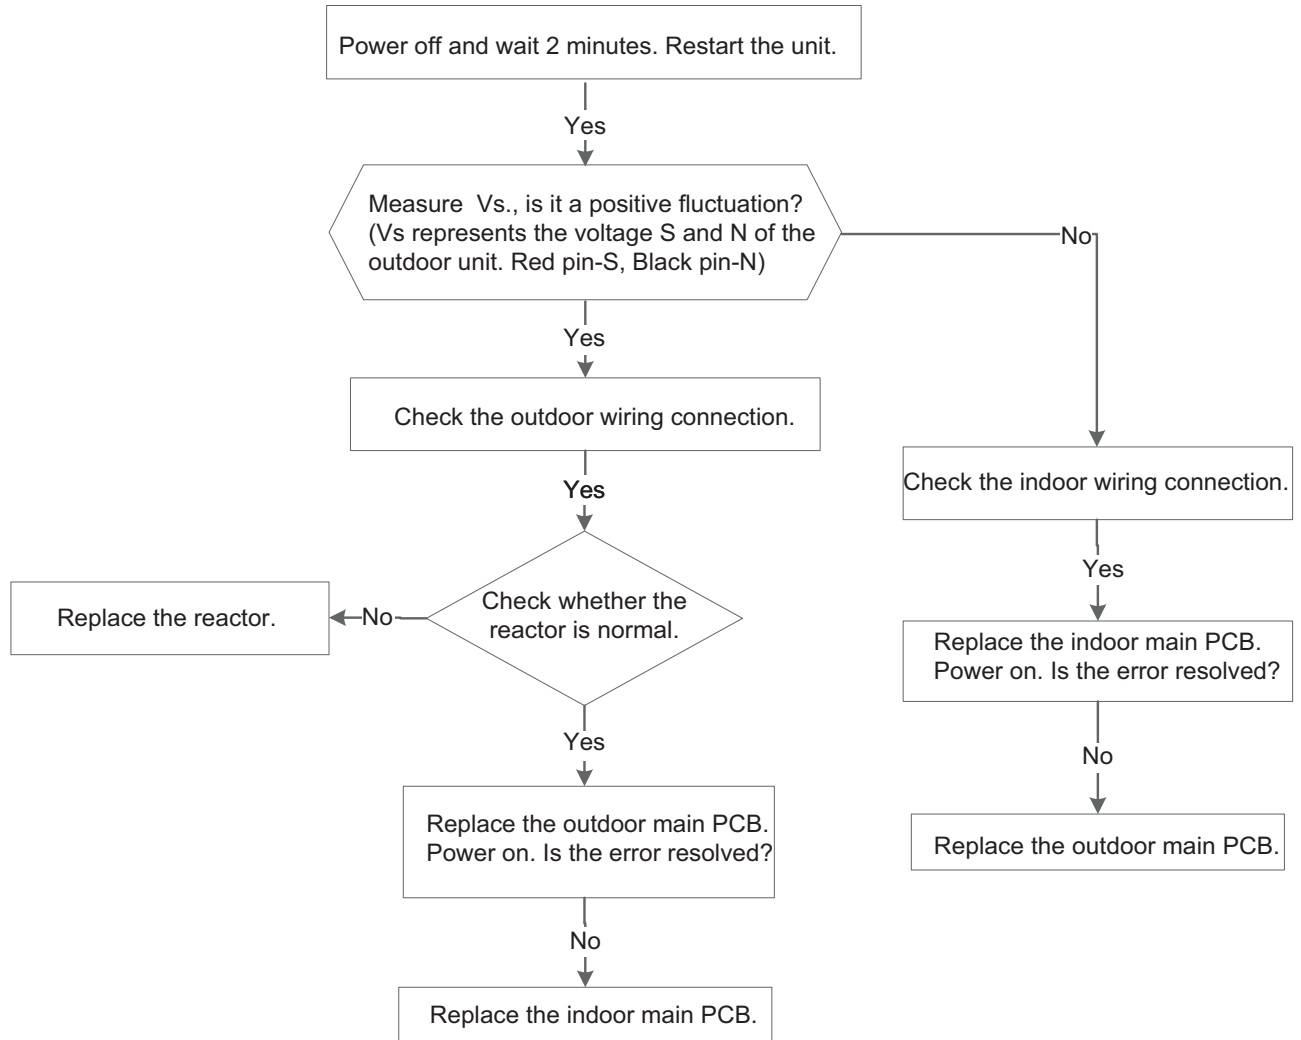 Power off and wait 2 minutes. Restart the unit.
Yes
Measure Vs., is it a positive fluctuation?
(Vs represents the voltage S and N of the
outdoor unit. Red pin-S, Black pin-N)
No
Yes
Check the outdoor wiring connection.
Check the indoor wiring connection.
Yes
Yes
Check whether the
reactor is normal.
No
Replace the reactor.
Replace the indoor main PCB.
Power on. Is the error resolved?
Yes
No
Replace the outdoor main PCB.
Power on. Is the error resolved?
Replace the outdoor main PCB.
No
Replace the indoor main PCB.